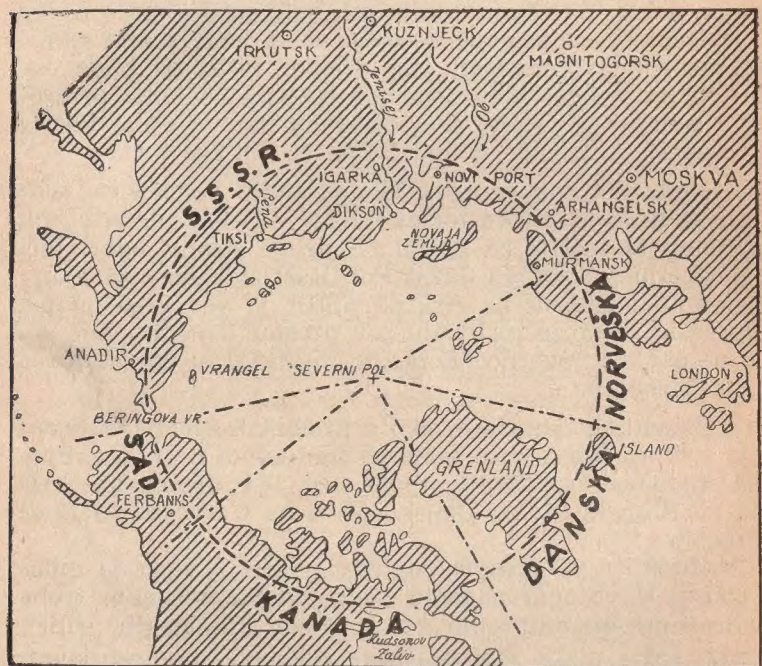 KUZNJECK
IRKUTSK
MAGNITOGORSK
Jenisej
Ob
S.S.S.R.
IGARKA
NOVI PORT
MOSKVA
Lena
DIKSON
ARHANGELSK
TIKSI
NOVAJA
ZEMLJA
MURMANSK
NORVEŠKA
ANADIR
VRANGEL
SEVERNI POL
LONDON
BERINGOVA VR.
SAD
ISLAND
GRENLAND
FERBANKS
DANSKA
KANADA
Hudsonov
Zaliv